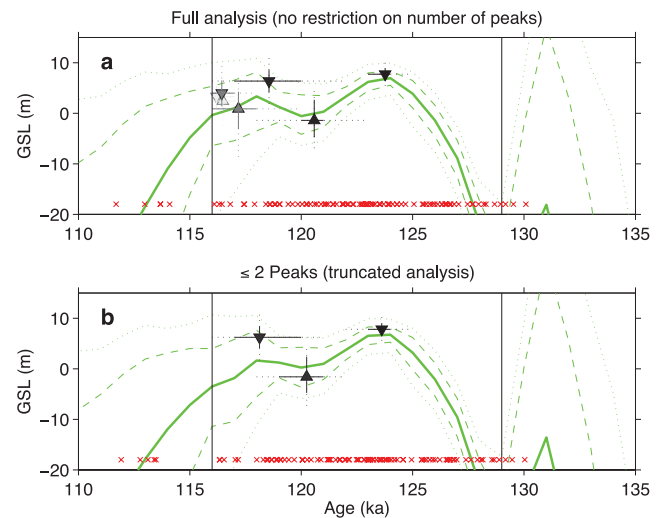 Full analysis (no restriction on number of peaks)
a
GSL (m)
10
0
−10
−20
110 115 120 125 130 135
≤ 2 Peaks (truncated analysis)
b
GSL (m)
10
0
−10
−20
110 115 120 125 130 135
Age (ka)